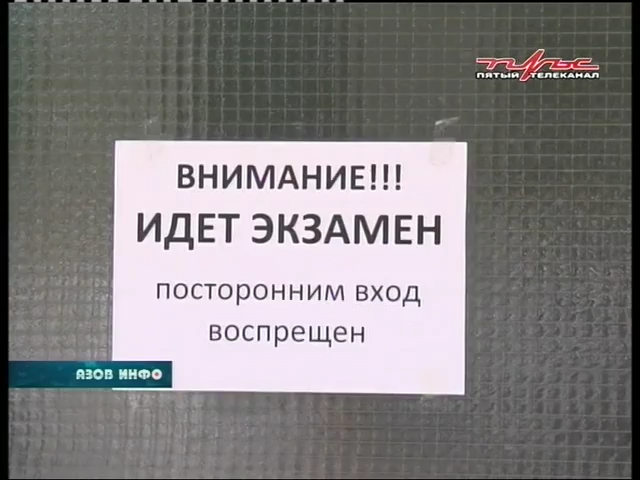 ПУЛЬС
ПЯТЫЙ ТЕЛЕКАНАЛ
ВНИМАНИЕ!!!
ИДЕТ ЭКЗАМЕН
посторонним вход
воспрещен
АЗОВ ИНФО